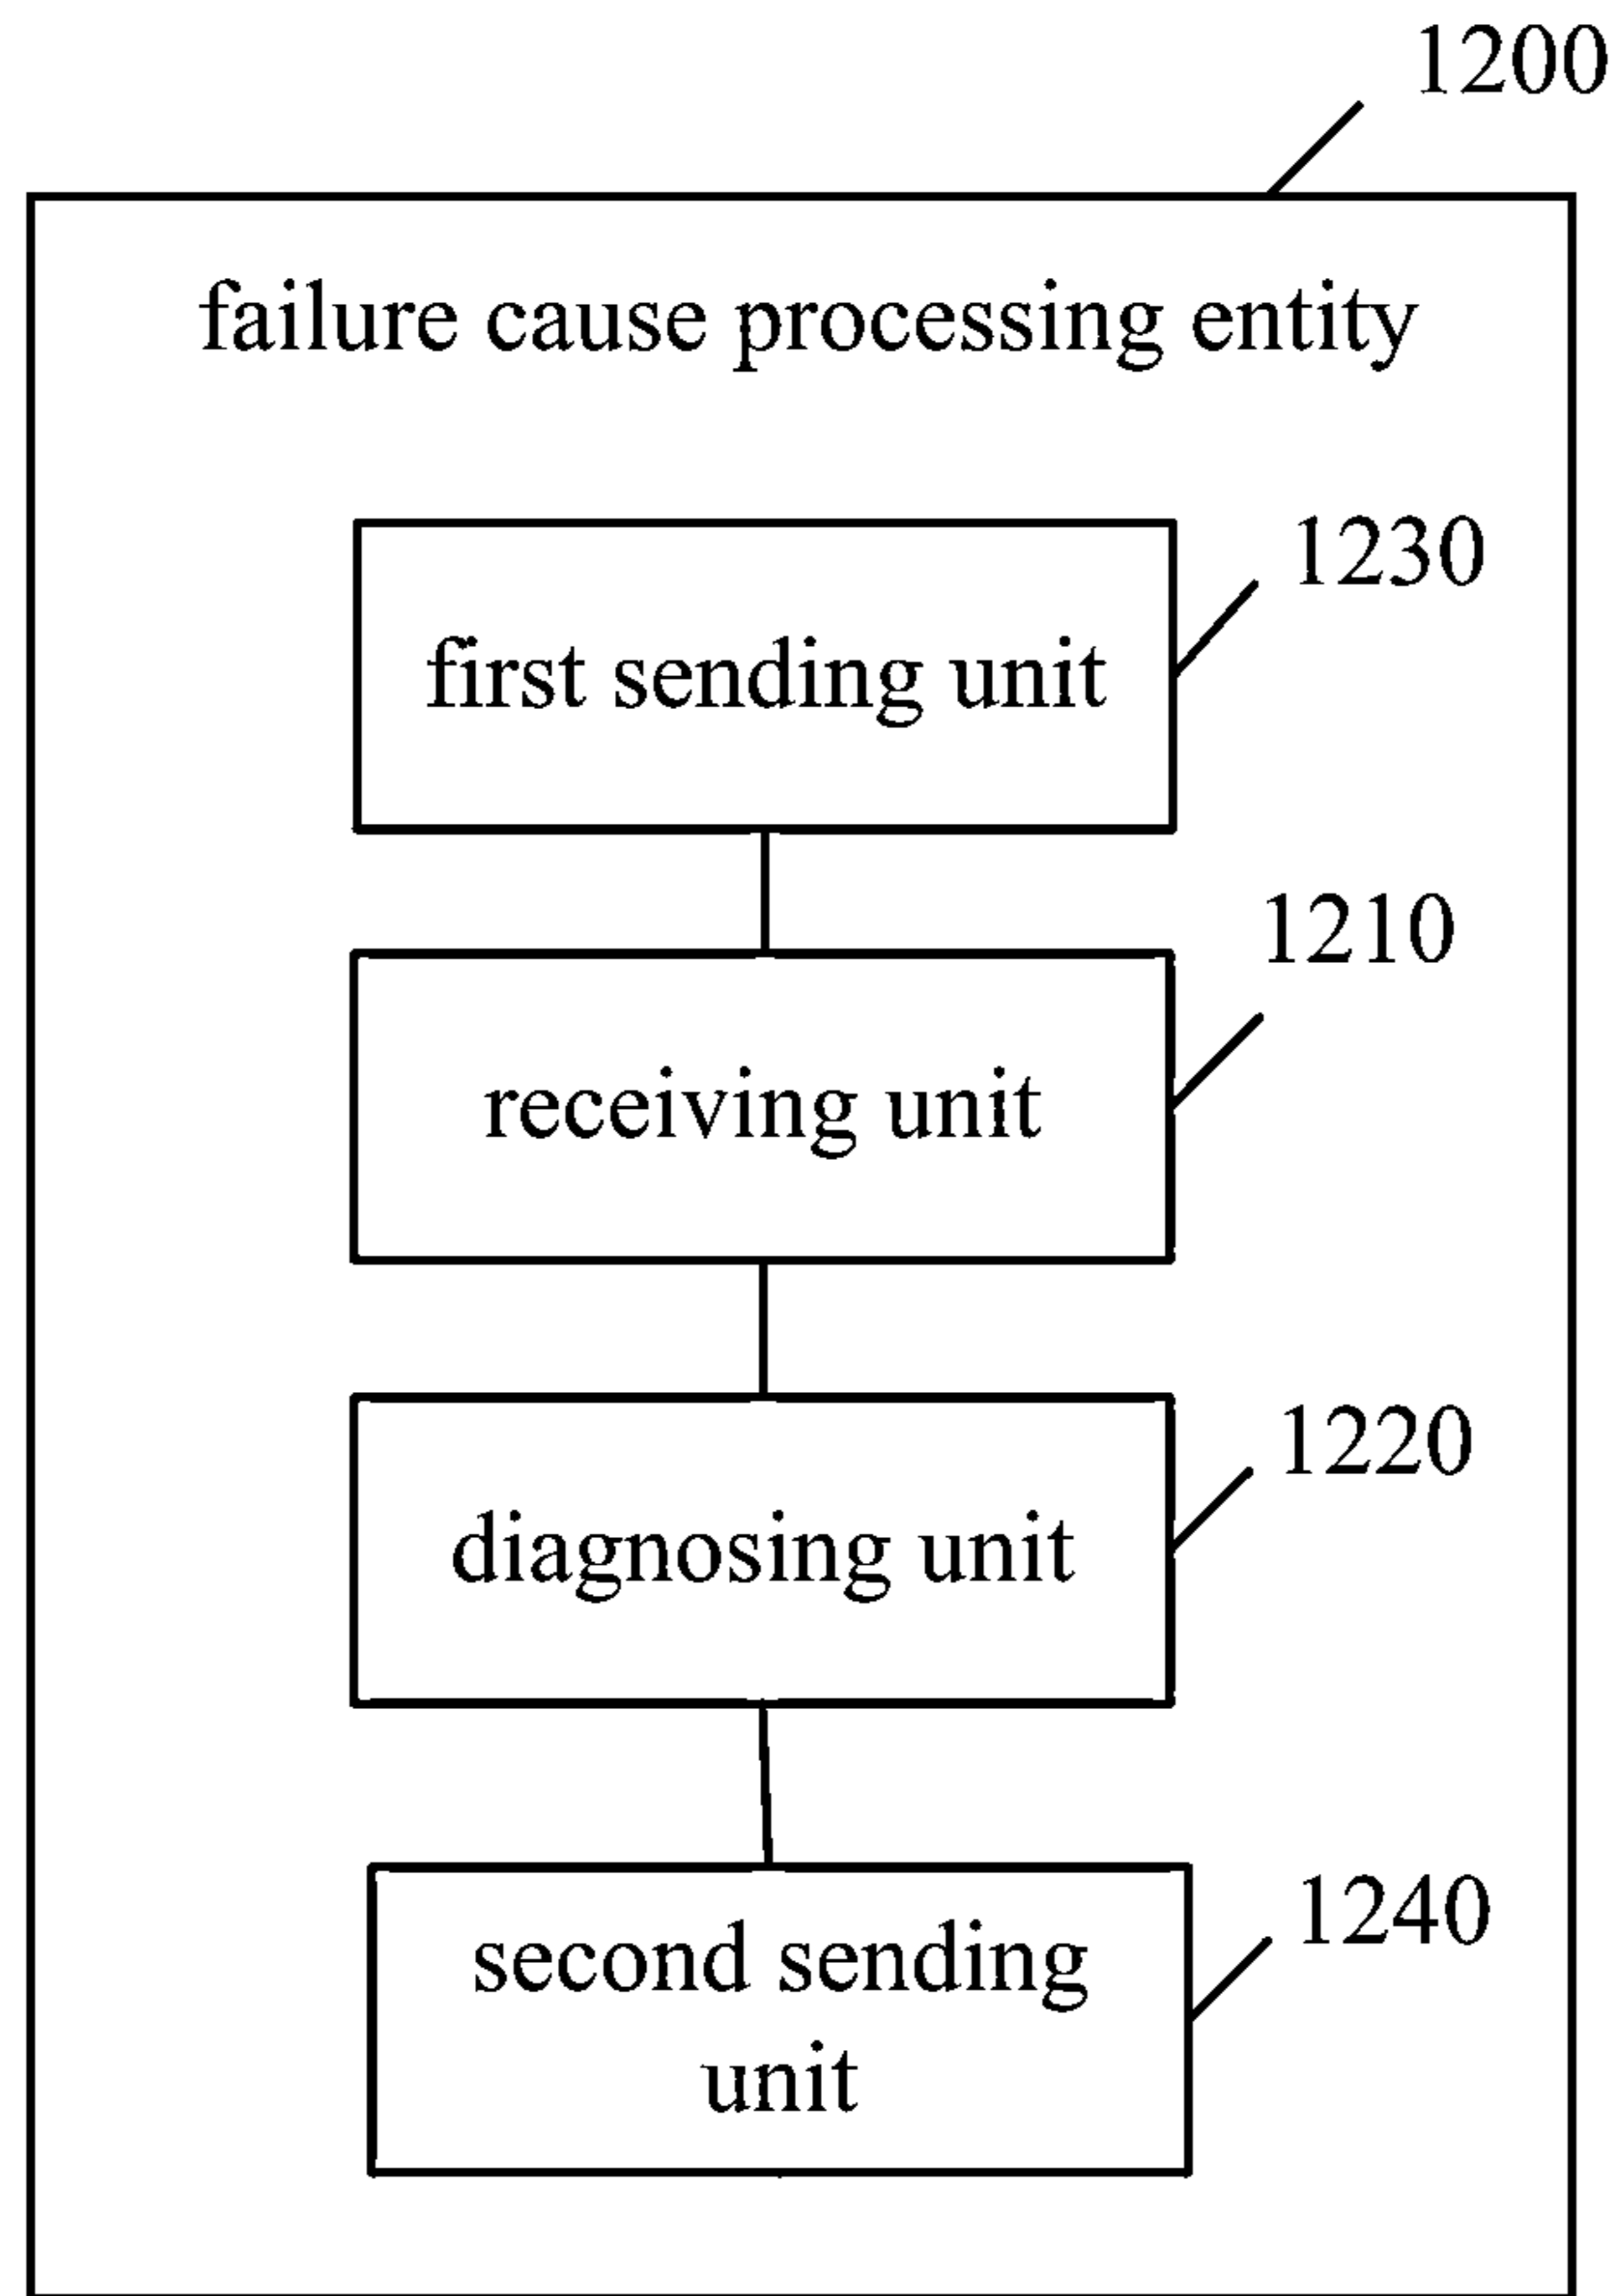 1200
failure cause processing entity
1230
first sending unit
1210
receiving unit
1220
diagnosing unit
1240
second sending
unit